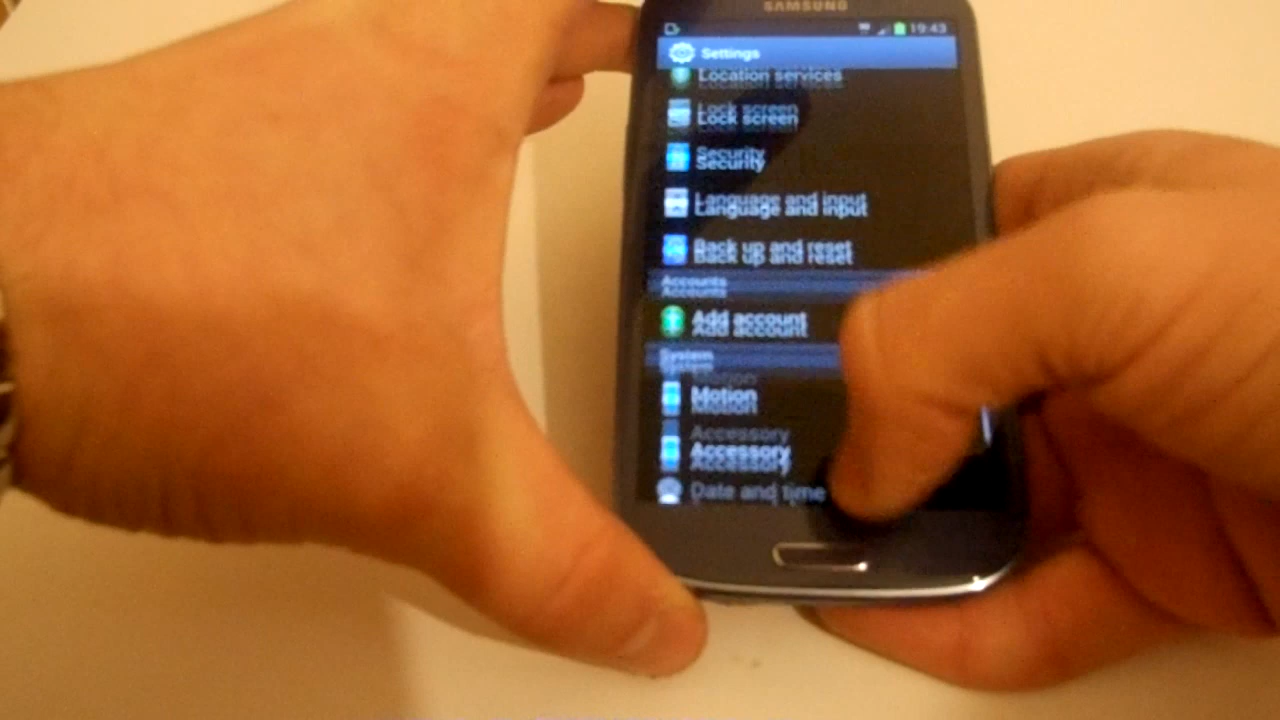 SAMSUNG
19:43
Settings
Location services
Lock screen
Security
Language and input
Back up and reset
Accounts
Add account
System
Motion
Accessory
Date and time